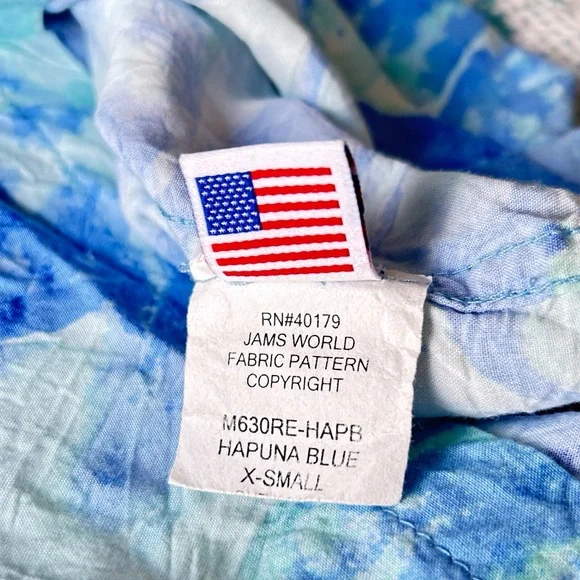 RN#40179
JAMS WORLD
FABRIC PATTERN
COPYRIGHT
M630RE-HAPB
HAPUNA BLUE
X-SMALL